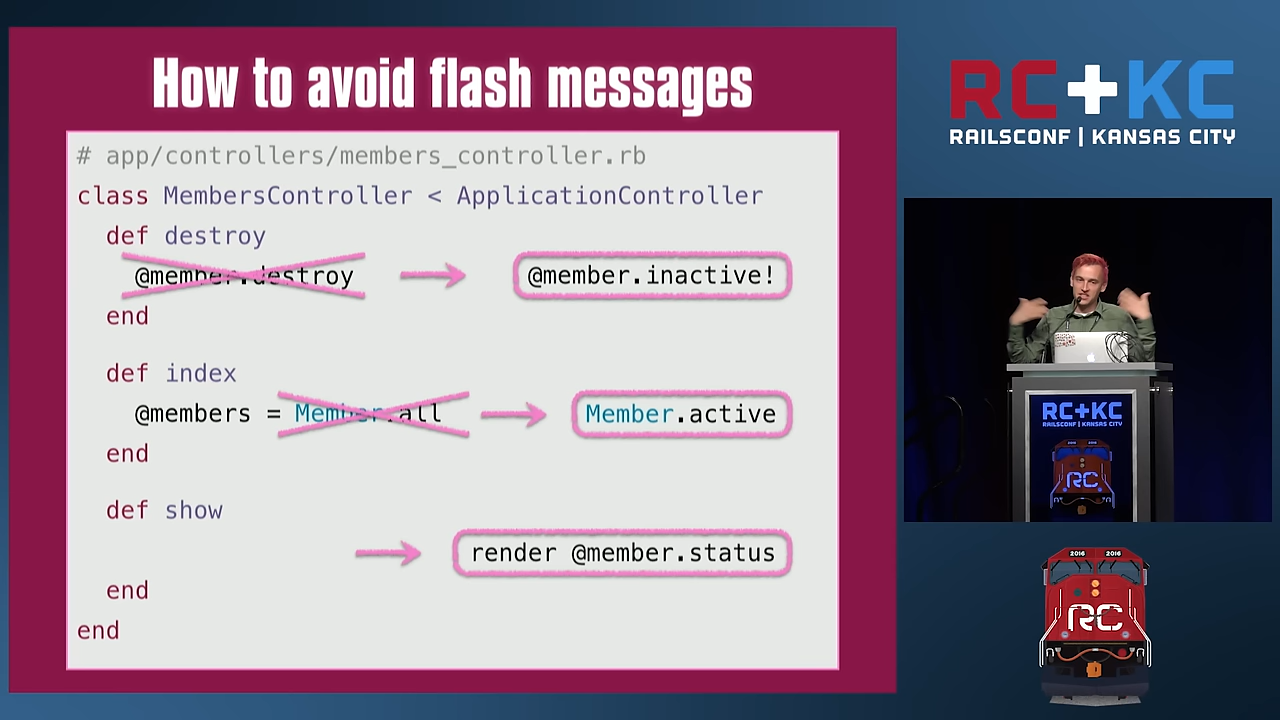 How to avoid flash messages
# app/controllers/members_controller.rb
class MembersController < ApplicationController
def destroy
@member.destroy @member.inactive!
end
def index
@members = Member.all Member.active
end
def show
render @member.status
end
end
RC+KC
RAILSCONF | KANSAS CITY
RC+KC
RAILSCONF | KANSAS CITY
RC
2016 2016
RC